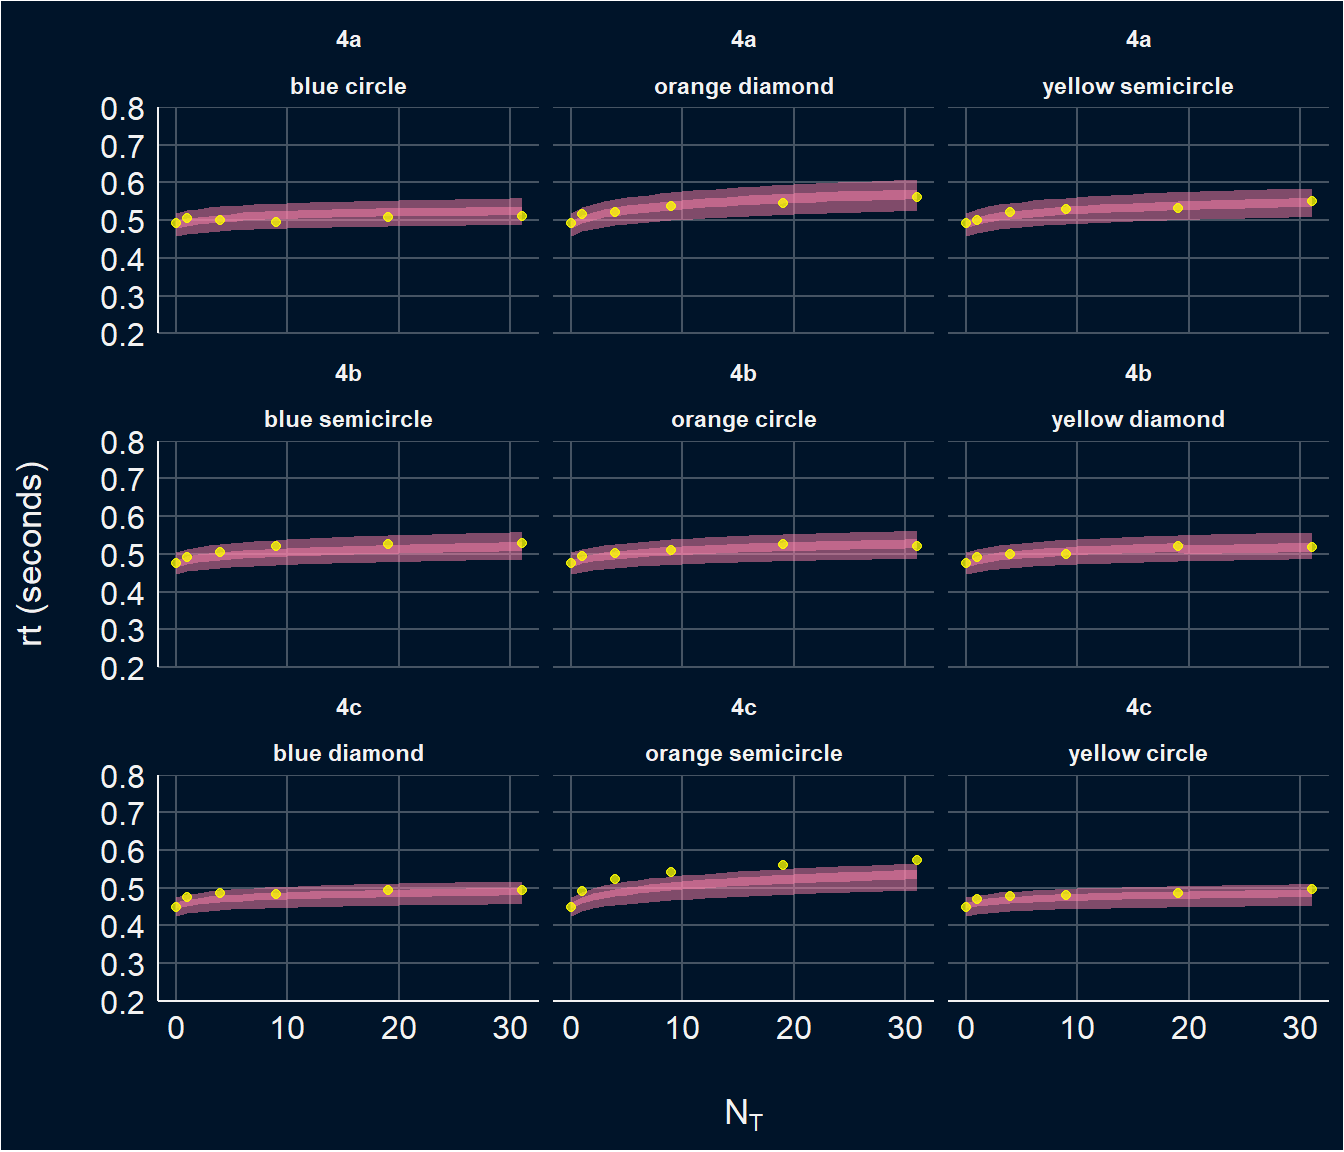 4a 4a 4a
blue circle orange diamond yellow semicircle
0.8
0.7
0.6
0.5
0.4
0.3
0.2
4b 4b 4b
blue semicircle orange circle yellow diamond
0.8
0.7
0.6
0.5
0.4
0.3
0.2
rt (seconds)
4c 4c 4c
blue diamond orange semicircle yellow circle
0.8
0.7
0.6
0.5
0.4
0.3
0.2
0 10 20 30 0 10 20 30 0 10 20 30
N_T